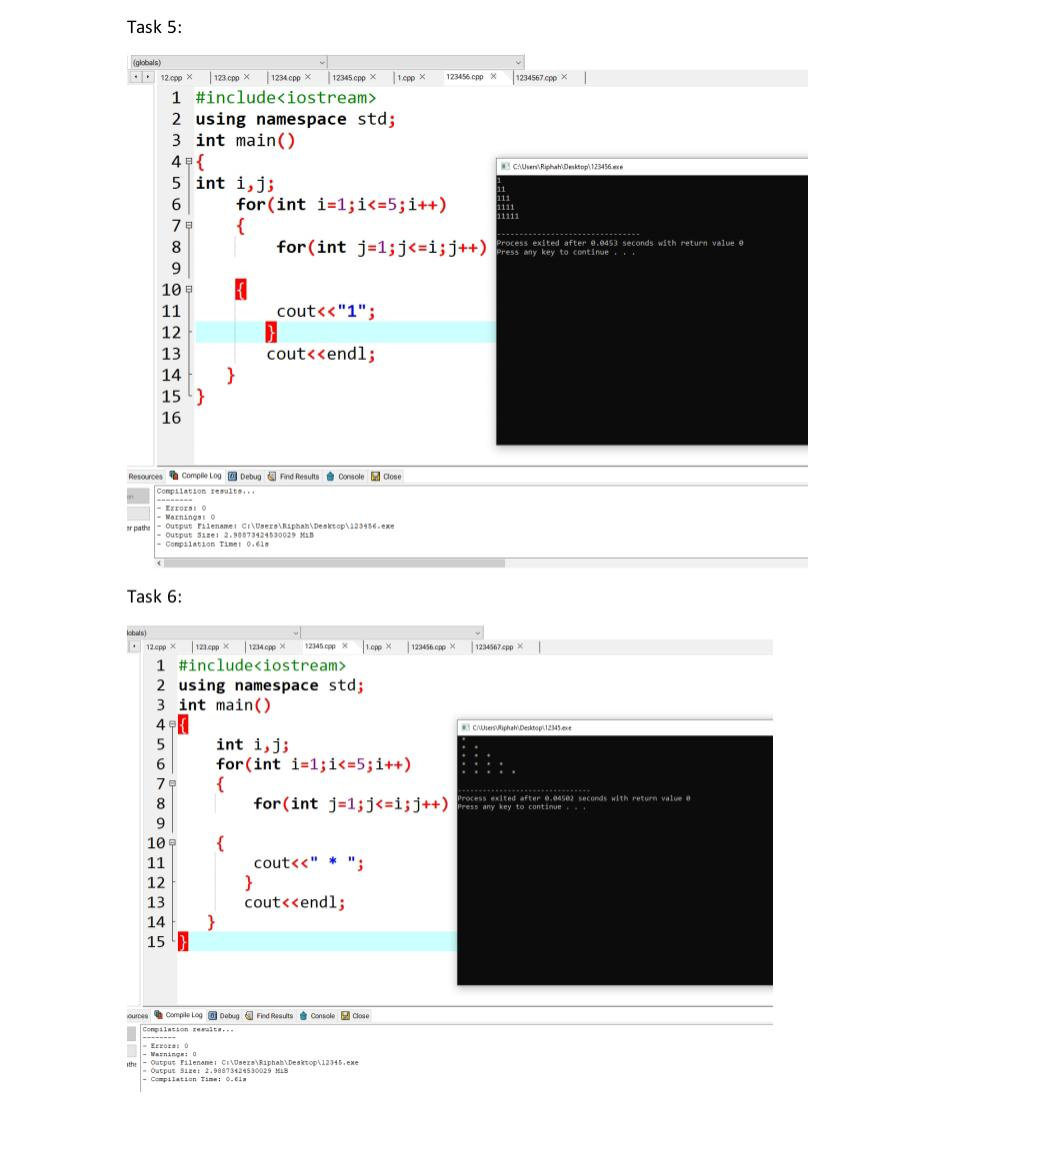 Task 5:
(globals)
12.cpp × 123.cpp × 1234.cpp × 12345.cpp × 1.cpp × 123456.cpp × 1234567.cpp ×
1 #include<iostream>
2 using namespace std;
3 int main()
4 {
5 int i,j;
6 for(int i=1;i<=5;i++)
7 {
8 for(int j=1;j<=i;j++)
9
10 {
11 cout<<"1";
12 }
13 cout<<endl;
14 }
15 }
16
C:\Users\Riphah\Desktop\123456.exe
1
11
111
1111
11111
--------------------------------
Process exited after 0.0453 seconds with return value 0
Press any key to continue . . .
Resources Compile Log Debug Find Results Console Close
er paths
Compilation results...
--------
- Errors: 0
- Warnings: 0
- Output Filename: C:\Users\Riphah\Desktop\123456.exe
- Output Size: 2.98873424530029 MiB
- Compilation Time: 0.61s
Task 6:
lobals)
12.cpp × 123.cpp × 1234.cpp × 12345.cpp × 1.cpp × 123456.cpp × 1234567.cpp ×
1 #include<iostream>
2 using namespace std;
3 int main()
4 {
5 int i,j;
6 for(int i=1;i<=5;i++)
7 {
8 for(int j=1;j<=i;j++)
9
10 {
11 cout<<" * ";
12 }
13 cout<<endl;
14 }
15 }
C:\Users\Riphah\Desktop\12345.exe
*
* *
* * *
* * * *
* * * * *
--------------------------------
Process exited after 0.04502 seconds with return value 0
Press any key to continue . . .
ources Compile Log Debug Find Results Console Close
Compilation results...
--------
- Errors: 0
- Warnings: 0
- Output Filename: C:\Users\Riphah\Desktop\12345.exe
- Output Size: 2.98873424530029 MiB
- Compilation Time: 0.61s